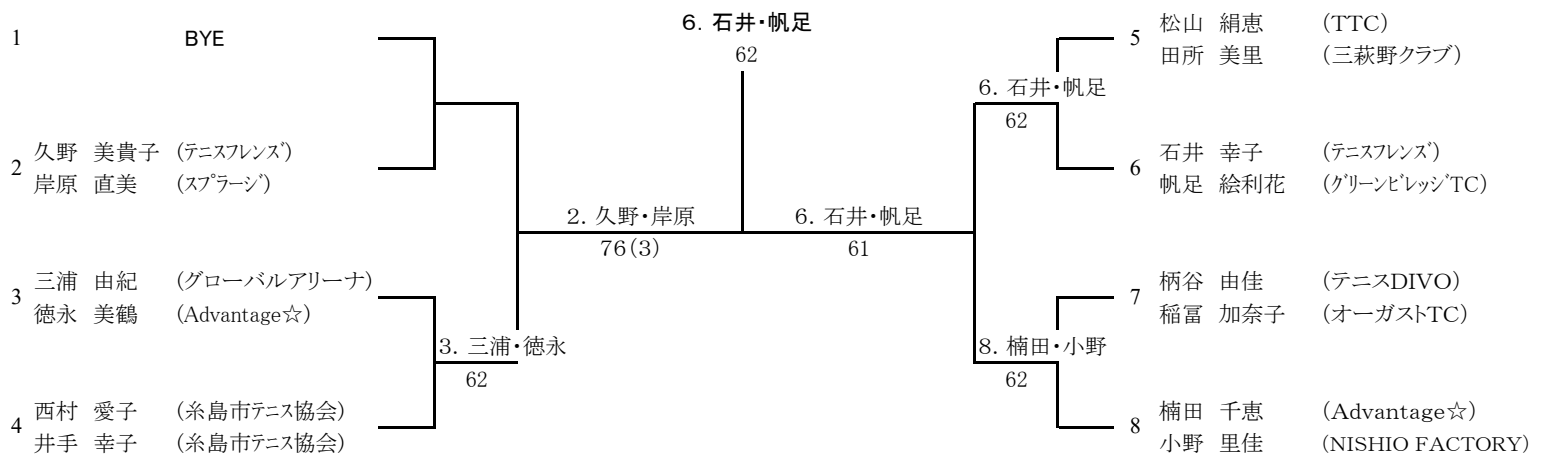 6. 石井・帆足
62
1 BYE
2 久野 美貴子 (テニスフレンズ)
岸原 直美 (スプラージ)
3 三浦 由紀 (グローバルアリーナ)
徳永 美鶴 (Advantage☆)
4 西村 愛子 (糸島市テニス協会)
井手 幸子 (糸島市テニス協会)
3. 三浦・徳永
62
2. 久野・岸原
76(3)
6. 石井・帆足
61
6. 石井・帆足
62
8. 楠田・小野
62
5 松山 絹恵 (TTC)
田所 美里 (三萩野クラブ)
6 石井 幸子 (テニスフレンズ)
帆足 絵利花 (グリーンビレッジTC)
7 柄谷 由佳 (テニスDIVO)
稲冨 加奈子 (オーガストTC)
8 楠田 千恵 (Advantage☆)
小野 里佳 (NISHIO FACTORY)